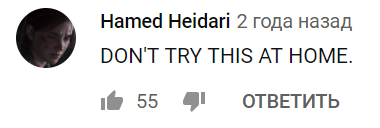 Hamed Heidari 2 года назад
DON'T TRY THIS AT HOME.
55 ОТВЕТИТЬ